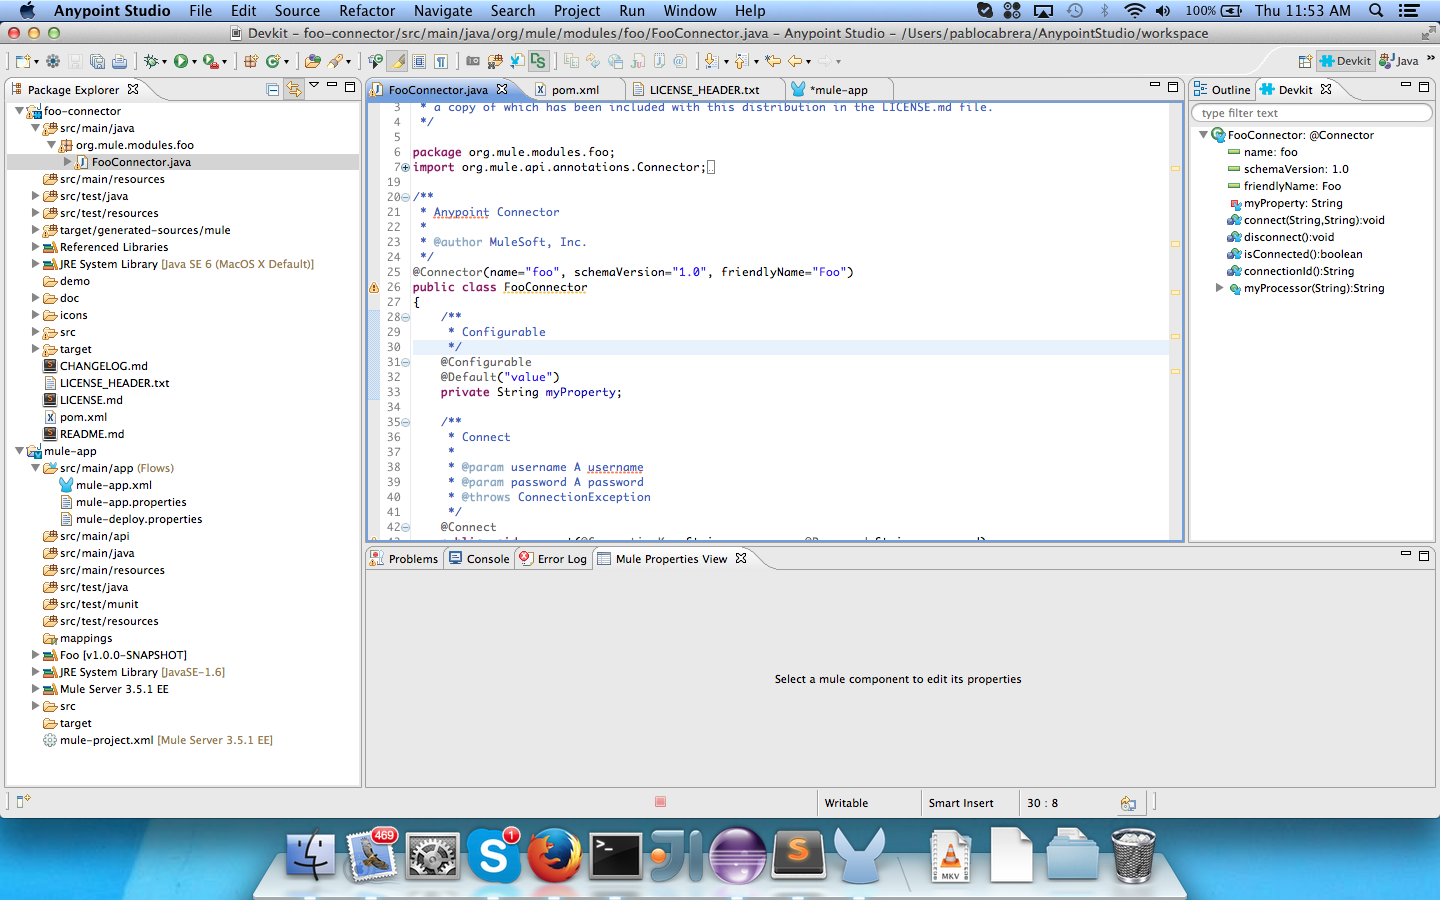 Anypoint Studio File Edit Source Refactor Navigate Search Project Run Window Help 100% Thu 11:53 AM
Devkit – foo-connector/src/main/java/org/mule/modules/foo/FooConnector.java – Anypoint Studio – /Users/pablocabrera/AnypointStudio/workspace
Devkit Java »
Package Explorer
foo-connector
src/main/java
org.mule.modules.foo
FooConnector.java
src/main/resources
src/test/java
src/test/resources
target/generated-sources/mule
Referenced Libraries
JRE System Library [Java SE 6 (MacOS X Default)]
demo
doc
icons
src
target
CHANGELOG.md
LICENSE_HEADER.txt
LICENSE.md
pom.xml
README.md
mule-app
src/main/app (Flows)
mule-app.xml
mule-app.properties
mule-deploy.properties
src/main/api
src/main/java
src/main/resources
src/test/java
src/test/munit
src/test/resources
mappings
Foo [v1.0.0-SNAPSHOT]
JRE System Library [JavaSE-1.6]
Mule Server 3.5.1 EE
src
target
mule-project.xml [Mule Server 3.5.1 EE]
FooConnector.java pom.xml LICENSE_HEADER.txt *mule-app
3 * a copy of which has been included with this distribution in the LICENSE.md file.
4 */
5
6 package org.mule.modules.foo;
7 import org.mule.api.annotations.Connector;
19
20 /**
21 * Anypoint Connector
22 *
23 * @author MuleSoft, Inc.
24 */
25 @Connector(name="foo", schemaVersion="1.0", friendlyName="Foo")
26 public class FooConnector
27 {
28 /**
29 * Configurable
30 */
31 @Configurable
32 @Default("value")
33 private String myProperty;
34
35 /**
36 * Connect
37 *
38 * @param username A username
39 * @param password A password
40 * @throws ConnectionException
41 */
42 @Connect
Outline Devkit
type filter text
FooConnector: @Connector
name: foo
schemaVersion: 1.0
friendlyName: Foo
myProperty: String
connect(String,String):void
disconnect():void
isConnected():boolean
connectionId():String
myProcessor(String):String
Problems Console Error Log Mule Properties View
Select a mule component to edit its properties
Writable Smart Insert 30 : 8
469
1
MKV